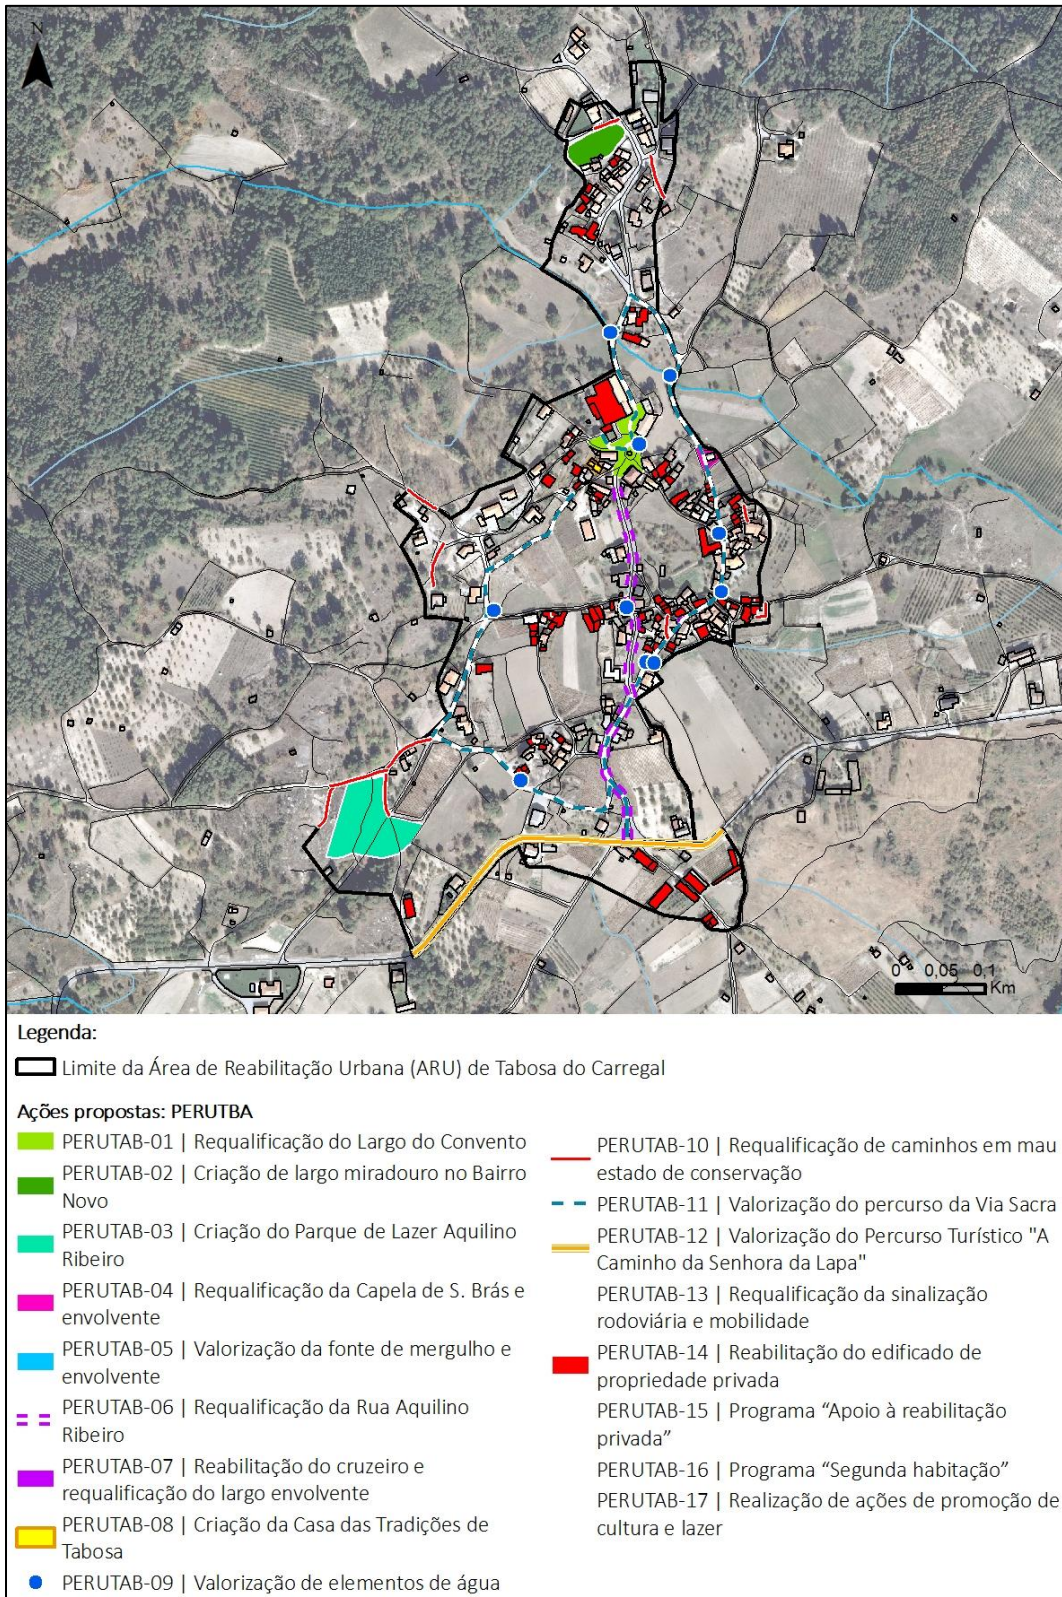 N
0 0,05 0,1
Km
Legenda:
Limite da Área de Reabilitação Urbana (ARU) de Tabosa do Carregal
Ações propostas: PERUTBA
PERUTAB-01 | Requalificação do Largo do Convento
PERUTAB-02 | Criação de largo miradouro no Bairro
Novo
PERUTAB-03 | Criação do Parque de Lazer Aquilino
Ribeiro
PERUTAB-04 | Requalificação da Capela de S. Brás e
envolvente
PERUTAB-05 | Valorização da fonte de mergulho e
envolvente
PERUTAB-06 | Requalificação da Rua Aquilino
Ribeiro
PERUTAB-07 | Reabilitação do cruzeiro e
requalificação do largo envolvente
PERUTAB-08 | Criação da Casa das Tradições de
Tabosa
PERUTAB-09 | Valorização de elementos de água
PERUTAB-10 | Requalificação de caminhos em mau
estado de conservação
PERUTAB-11 | Valorização do percurso da Via Sacra
PERUTAB-12 | Valorização do Percurso Turístico "A
Caminho da Senhora da Lapa"
PERUTAB-13 | Requalificação da sinalização
rodoviária e mobilidade
PERUTAB-14 | Reabilitação do edificado de
propriedade privada
PERUTAB-15 | Programa “Apoio à reabilitação
privada”
PERUTAB-16 | Programa “Segunda habitação”
PERUTAB-17 | Realização de ações de promoção de
cultura e lazer